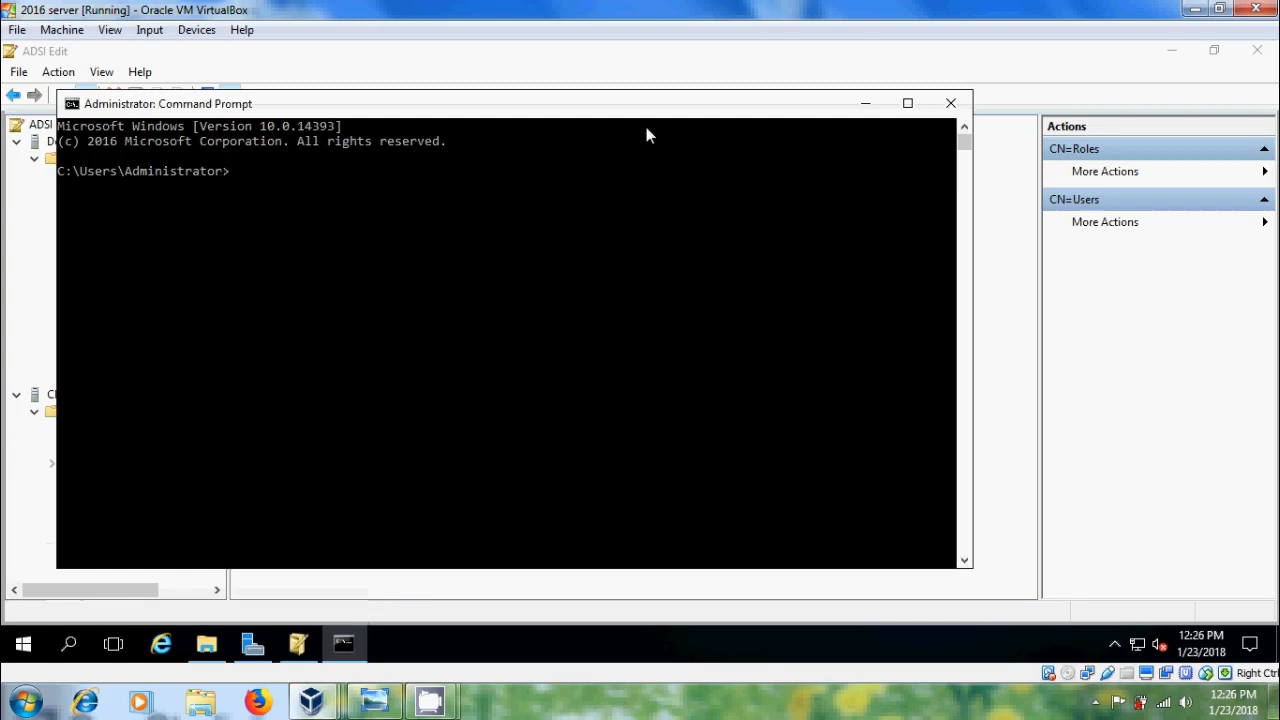 2016 server [Running] - Oracle VM VirtualBox
File Machine View Input Devices Help
ADSI Edit
File Action View Help
Administrator: Command Prompt
ADSI
Microsoft Windows [Version 10.0.14393]
(c) 2016 Microsoft Corporation. All rights reserved.
C:\Users\Administrator>
Actions
CN=Roles
More Actions
CN=Users
More Actions
12:26 PM
1/23/2018
Right Ctrl
12:26 PM
1/23/2018